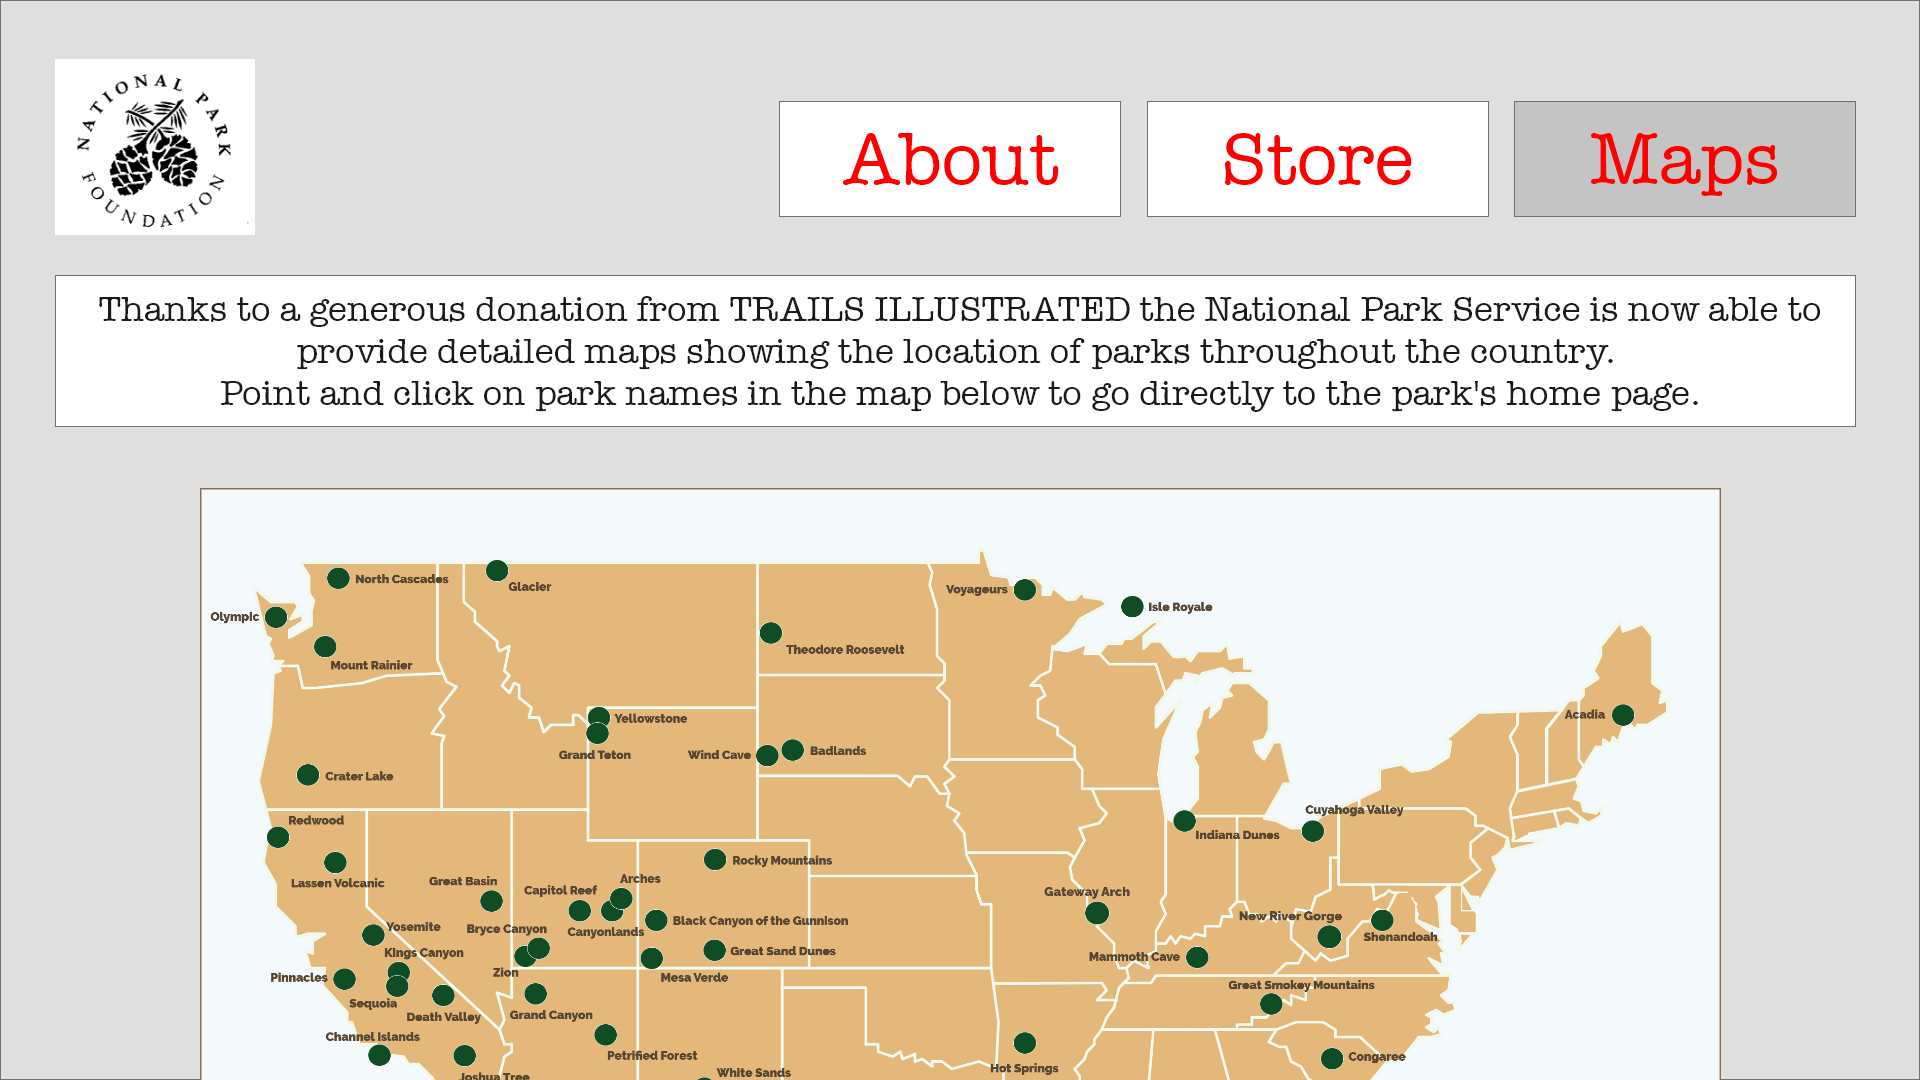 NATIONAL PARK
FOUNDATION
About
Store
Maps
Thanks to a generous donation from TRAILS ILLUSTRATED the National Park Service is now able to
provide detailed maps showing the location of parks throughout the country.
Point and click on park names in the map below to go directly to the park's home page.
North Cascades
Glacier
Voyageurs
Isle Royale
Olympic
Theodore Roosevelt
Mount Rainier
Acadia
Yellowstone
Grand Teton
Wind Cave
Badlands
Crater Lake
Cuyahoga Valley
Redwood
Indiana Dunes
Rocky Mountains
Lassen Volcanic
Great Basin
Capitol Reef
Arches
Gateway Arch
New River Gorge
Black Canyon of the Gunnison
Yosemite
Bryce Canyon
Canyonlands
Shenandoah
Kings Canyon
Great Sand Dunes
Mammoth Cave
Zion
Pinnacles
Mesa Verde
Great Smokey Mountains
Sequoia
Death Valley
Grand Canyon
Channel Islands
Petrified Forest
Congaree
Hot Springs
White Sands
Joshua Tree